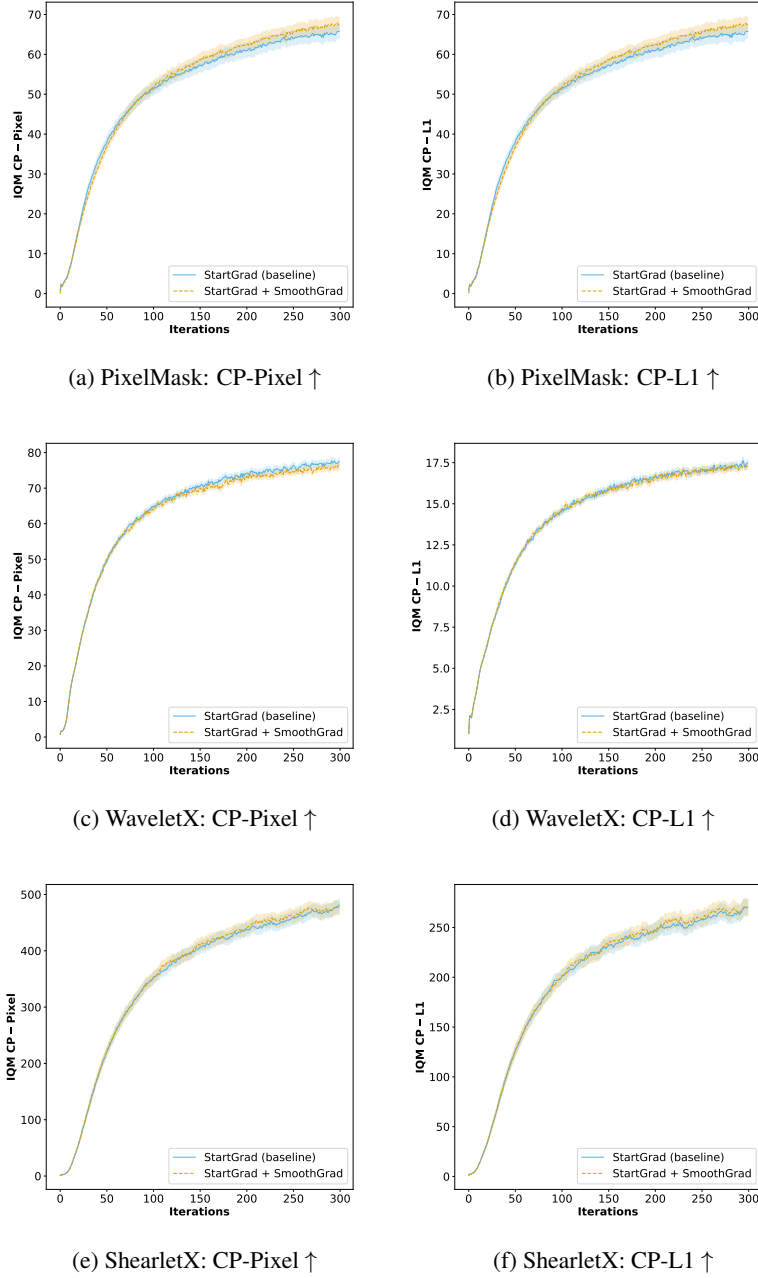 70
60
50
40
30
20
10
0
IQM CP – Pixel
StartGrad (baseline)
StartGrad + SmoothGrad
0 50 100 150 200 250 300
Iterations
(a) PixelMask: CP-Pixel ↑
70
60
50
40
30
20
10
0
IQM CP – L1
StartGrad (baseline)
StartGrad + SmoothGrad
0 50 100 150 200 250 300
Iterations
(b) PixelMask: CP-L1 ↑
80
70
60
50
40
30
20
10
0
IQM CP – Pixel
StartGrad (baseline)
StartGrad + SmoothGrad
0 50 100 150 200 250 300
Iterations
(c) WaveletX: CP-Pixel ↑
17.5
15.0
12.5
10.0
7.5
5.0
2.5
IQM CP – L1
StartGrad (baseline)
StartGrad + SmoothGrad
0 50 100 150 200 250 300
Iterations
(d) WaveletX: CP-L1 ↑
500
400
300
200
100
0
IQM CP – Pixel
StartGrad (baseline)
StartGrad + SmoothGrad
0 50 100 150 200 250 300
Iterations
(e) ShearletX: CP-Pixel ↑
250
200
150
100
50
0
IQM CP – L1
StartGrad (baseline)
StartGrad + SmoothGrad
0 50 100 150 200 250 300
Iterations
(f) ShearletX: CP-L1 ↑